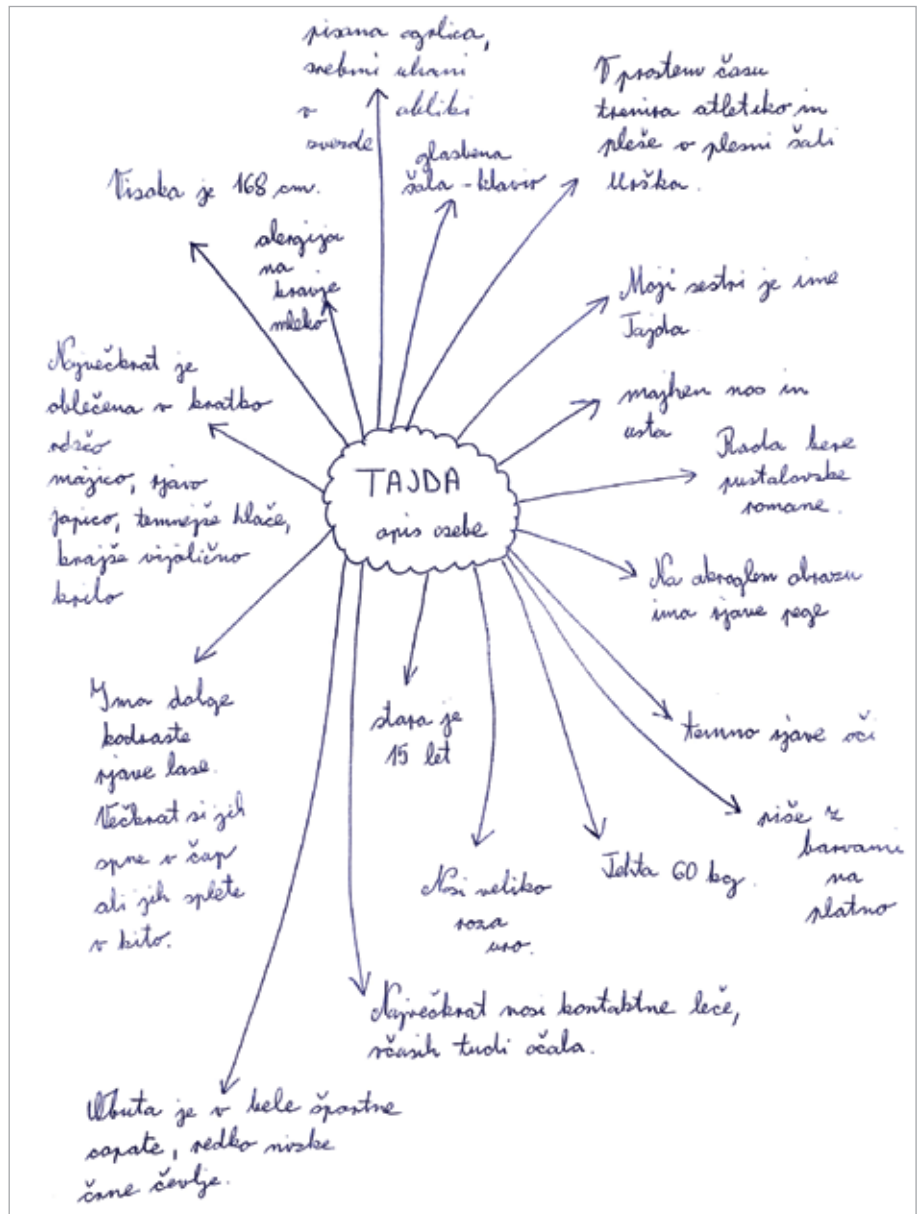 pisana ogrlica,
srebrni uhani
v obliki
zvezde
V prostem času
trenira atletiko in
pleše v plesni šoli
Urška.
glasbena
šola - klavir
Visoka je 168 cm.
alergija
na
kravje
mleko
Moji sestri je ime
Tajda.
Največkrat je
oblečena v kratko
rdečo
majico, rjavo
jopico, temnejše hlače,
krajše vijolično
krilo
majhen nos in
usta
Rada bere
pustolovske
romane.
TAJDA
opis osebe
Na okroglem obrazu
ima rjave pege
Ima dolge
kodraste
rjave lase.
Večkrat si jih
spne v čop
ali jih splete
v kito.
stara je
15 let
temno rjave oči
riše z
barvami
na
platno
Nosi veliko
roza
uro.
Tehta 60 kg.
Največkrat nosi kontaktne leče,
včasih tudi očala.
Obuta je v bele športne
copate, redko nizke
črne čevlje.